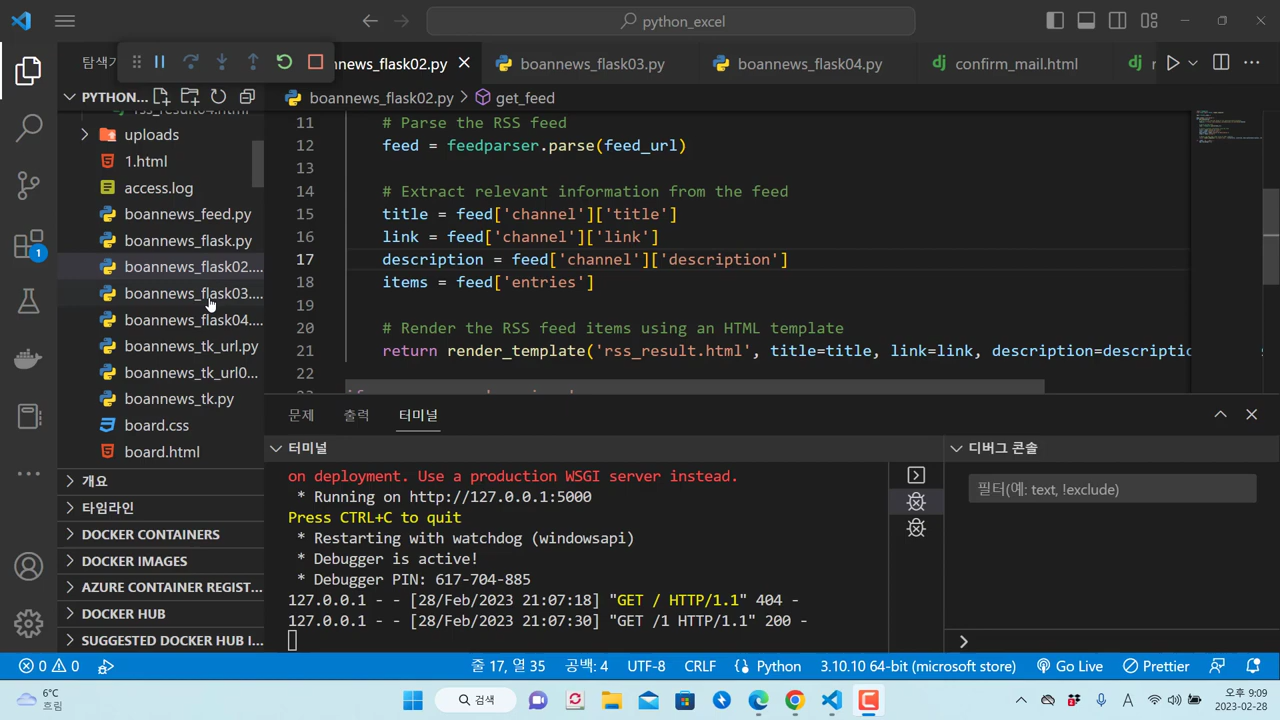 python_excel
탐색기
boannews_flask02.py
boannews_flask03.py
boannews_flask04.py
confirm_mail.html
PYTHON...
boannews_flask02.py > get_feed
rss_result04.html
uploads
1.html
access.log
boannews_feed.py
boannews_flask.py
boannews_flask02....
boannews_flask03....
boannews_flask04....
boannews_tk_url.py
boannews_tk_url0...
boannews_tk.py
board.css
board.html
개요
타임라인
DOCKER CONTAINERS
DOCKER IMAGES
AZURE CONTAINER REGIST...
DOCKER HUB
SUGGESTED DOCKER HUB I...
1
11 # Parse the RSS feed
12 feed = feedparser.parse(feed_url)
13
14 # Extract relevant information from the feed
15 title = feed['channel']['title']
16 link = feed['channel']['link']
17 description = feed['channel']['description']
18 items = feed['entries']
19
20 # Render the RSS feed items using an HTML template
21 return render_template('rss_result.html', title=title, link=link, description=descriptio
22
문제 출력 터미널
터미널
on deployment. Use a production WSGI server instead.
* Running on http://127.0.0.1:5000
Press CTRL+C to quit
* Restarting with watchdog (windowsapi)
* Debugger is active!
* Debugger PIN: 617-704-885
127.0.0.1 - - [28/Feb/2023 21:07:18] "GET / HTTP/1.1" 404 -
127.0.0.1 - - [28/Feb/2023 21:07:30] "GET /1 HTTP/1.1" 200 -
디버그 콘솔
필터(예: text, !exclude)
0 0 줄 17, 열 35 공백: 4 UTF-8 CRLF Python 3.10.10 64-bit (microsoft store) Go Live Prettier
6°C
흐림
검색
A
오후 9:09
2023-02-28